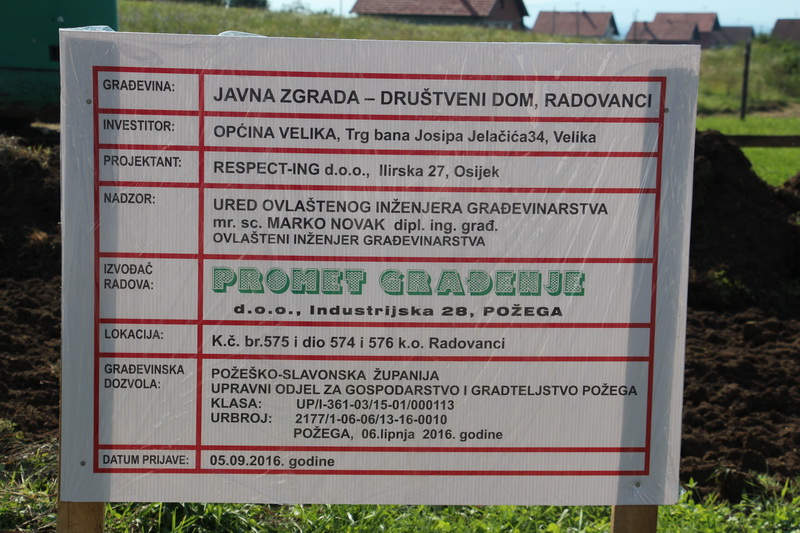 GRAĐEVINA: JAVNA ZGRADA – DRUŠTVENI DOM, RADOVANCI
INVESTITOR: OPĆINA VELIKA, Trg bana Josipa Jelačića34, Velika
PROJEKTANT: RESPECT-ING d.o.o., Ilirska 27, Osijek
NADZOR: URED OVLAŠTENOG INŽENJERA GRAĐEVINARSTVA
mr. sc. MARKO NOVAK dipl. ing. građ.
OVLAŠTENI INŽENJER GRAĐEVINARSTVA
IZVOĐAČ RADOVA: PROMET GRAĐENJE
d.o.o., Industrijska 28, POŽEGA
LOKACIJA: K.č. br.575 i dio 574 i 576 k.o. Radovanci
GRAĐEVINSKA DOZVOLA: POŽEŠKO-SLAVONSKA ŽUPANIJA
UPRAVNI ODJEL ZA GOSPODARSTVO I GRADTELJSTVO POŽEGA
KLASA: UP/I-361-03/15-01/000113
URBROJ: 2177/1-06-06/13-16-0010
POŽEGA, 06.lipnja 2016. godine
DATUM PRIJAVE: 05.09.2016. godine